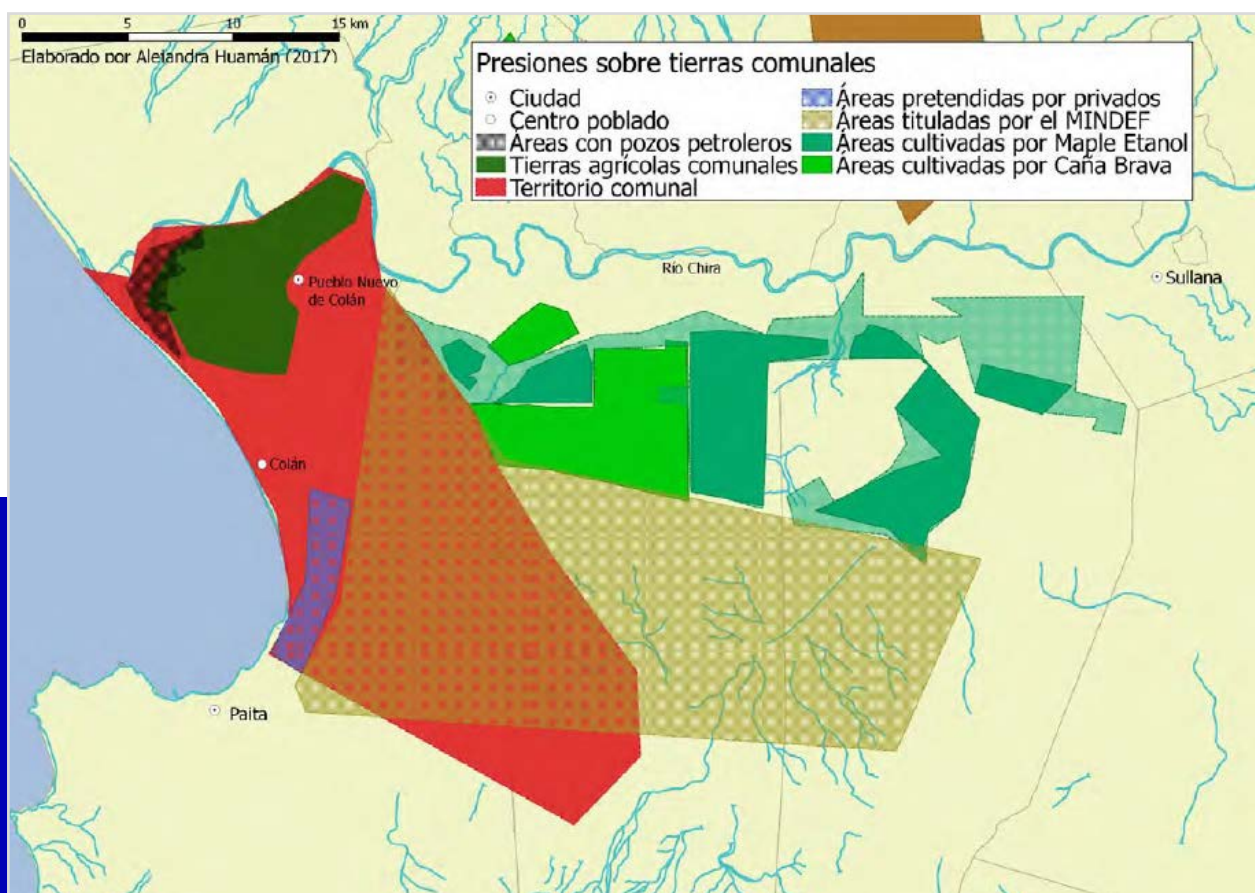 0 5 10 15 km
Elaborado por Alejandra Huamán (2017)
Presiones sobre tierras comunales
Ciudad
Centro poblado
Áreas con pozos petroleros
Tierras agrícolas comunales
Territorio comunal
Áreas pretendidas por privados
Áreas tituladas por el MINDEF
Áreas cultivadas por Maple Etanol
Áreas cultivadas por Caña Brava
Río Chira
Sullana
Pueblo Nuevo
de Colán
Colán
Paita